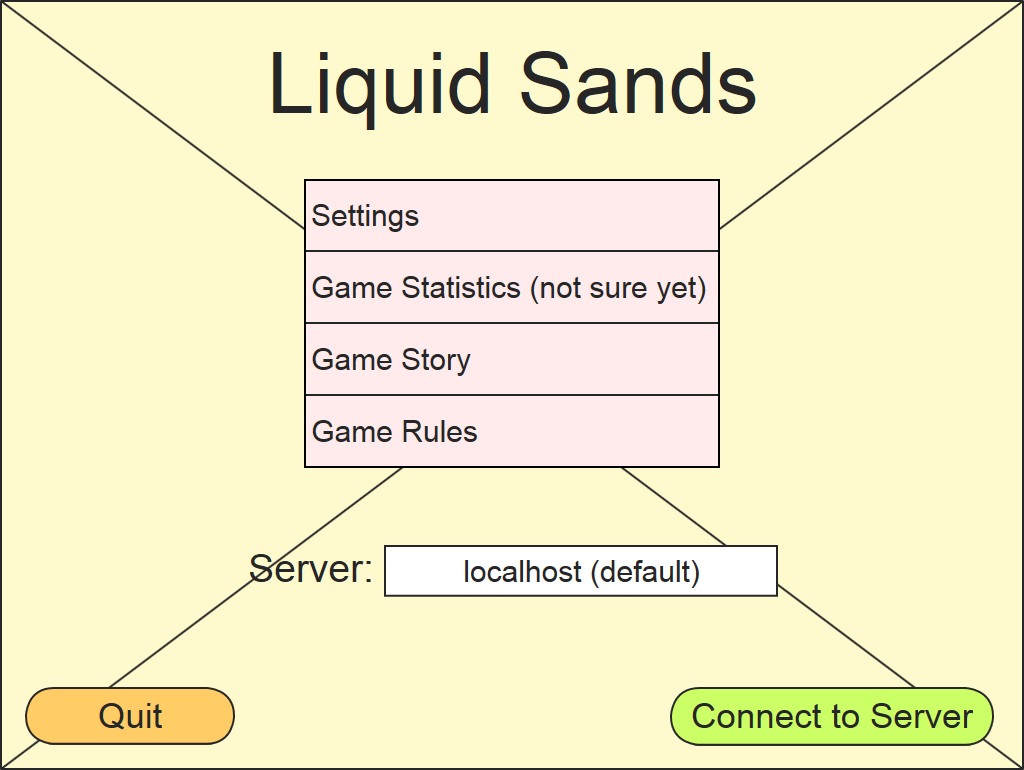 Liquid Sands
Settings
Game Statistics (not sure yet)
Game Story
Game Rules
Server: localhost (default)
Quit
Connect to Server